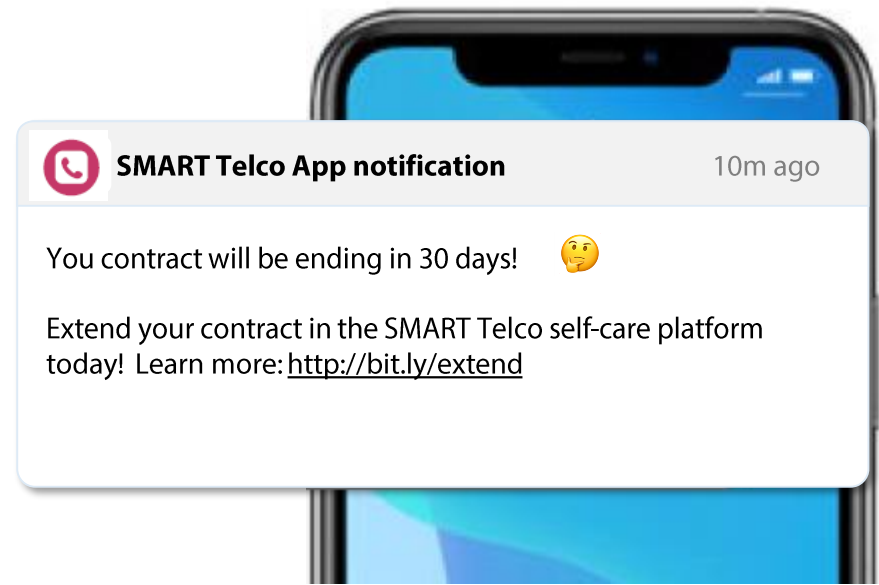 SMART Telco App notification
10m ago
You contract will be ending in 30 days! 🤔
Extend your contract in the SMART Telco self-care platform
today! Learn more: http://bit.ly/extend